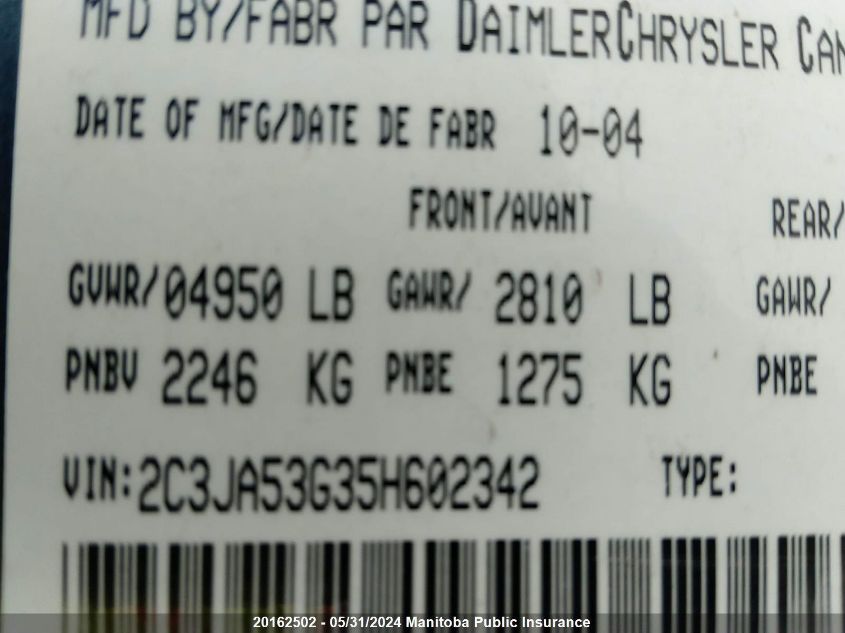 MFD BY/FABR PAR DAIMLERCHRYSLER CAN
DATE OF MFG/DATE DE FABR 10-04
FRONT/AVANT REAR/
GVWR/04950 LB GAWR/ 2810 LB GAWR/
PNBV 2246 KG PNBE 1275 KG PNBE
VIN:2C3JA53G35H602342 TYPE:
20162502 - 05/31/2024 Manitoba Public Insurance